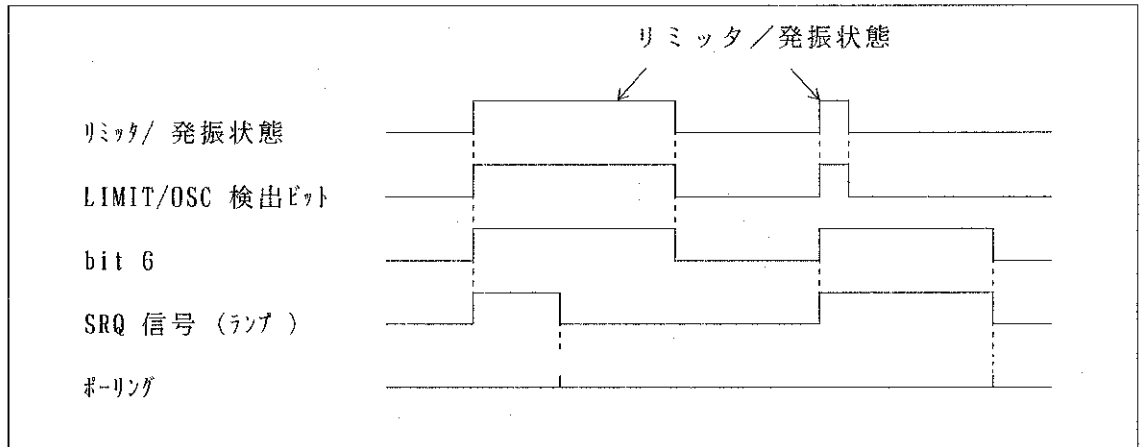 リミッタ／発振状態
ﾘﾐｯﾀ/ 発振状態
LIMIT/OSC 検出ﾋﾞｯﾄ
bit 6
SRQ 信号 (ﾗﾝﾌﾟ )
ﾎﾟｰﾘﾝｸﾞ